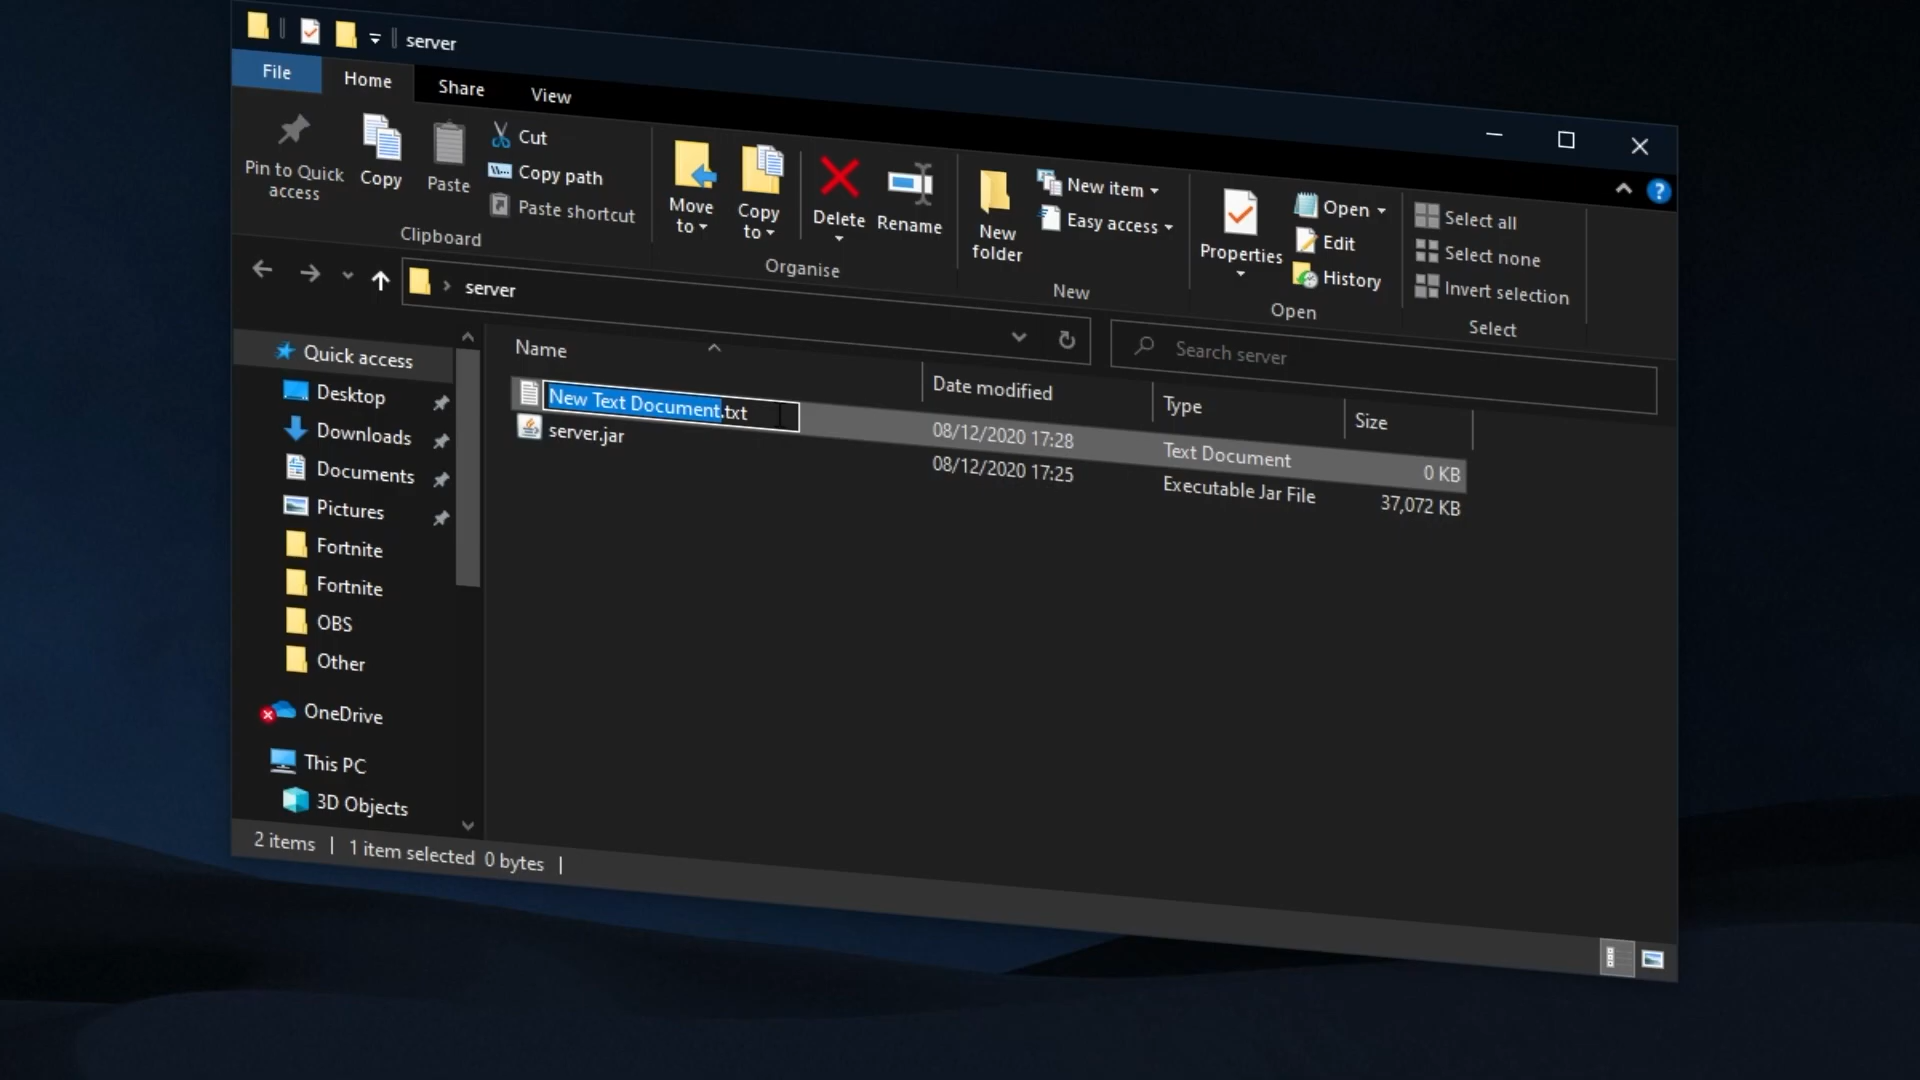 server
File
Home
Share
View
Pin to Quick
access
Copy
Paste
Cut
Copy path
Paste shortcut
Clipboard
Move
to
Copy
to
Delete
Rename
Organise
New
folder
New item
Easy access
New
Properties
Open
Edit
History
Open
Select all
Select none
Invert selection
Select
server
Search server
Quick access
Desktop
Downloads
Documents
Pictures
Fortnite
Fortnite
OBS
Other
OneDrive
This PC
3D Objects
Name
Date modified
Type
Size
New Text Document.txt
08/12/2020 17:28
Text Document
0 KB
server.jar
08/12/2020 17:25
Executable Jar File
37,072 KB
2 items
1 item selected 0 bytes